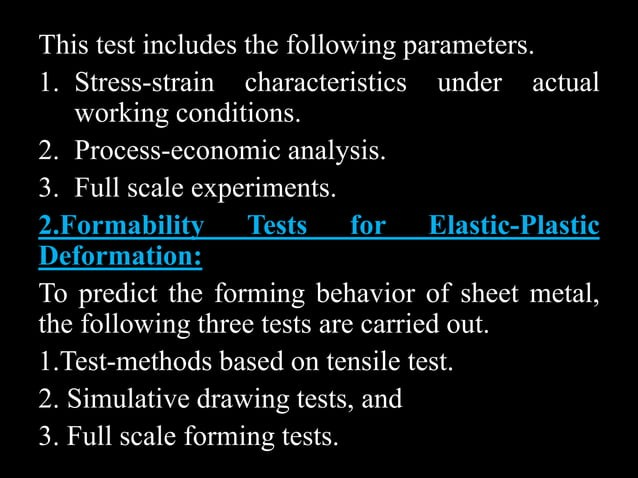 This test includes the following parameters.
1. Stress-strain characteristics under actual
working conditions.
2. Process-economic analysis.
3. Full scale experiments.
2.Formability Tests for Elastic-Plastic
Deformation:
To predict the forming behavior of sheet metal,
the following three tests are carried out.
1.Test-methods based on tensile test.
2. Simulative drawing tests, and
3. Full scale forming tests.